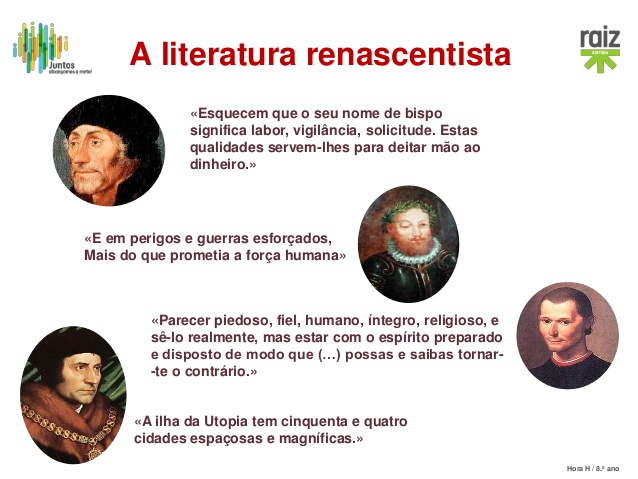 Juntos
alcançamos a meta!
A literatura renascentista
raiz
EDITORA
«Esquecem que o seu nome de bispo
significa labor, vigilância, solicitude. Estas
qualidades servem-lhes para deitar mão ao
dinheiro.»
«E em perigos e guerras esforçados,
Mais do que prometia a força humana»
«Parecer piedoso, fiel, humano, íntegro, religioso, e
sê-lo realmente, mas estar com o espírito preparado
e disposto de modo que (…) possas e saibas tornar-
-te o contrário.»
«A ilha da Utopia tem cinquenta e quatro
cidades espaçosas e magníficas.»
Hora H / 8.º ano